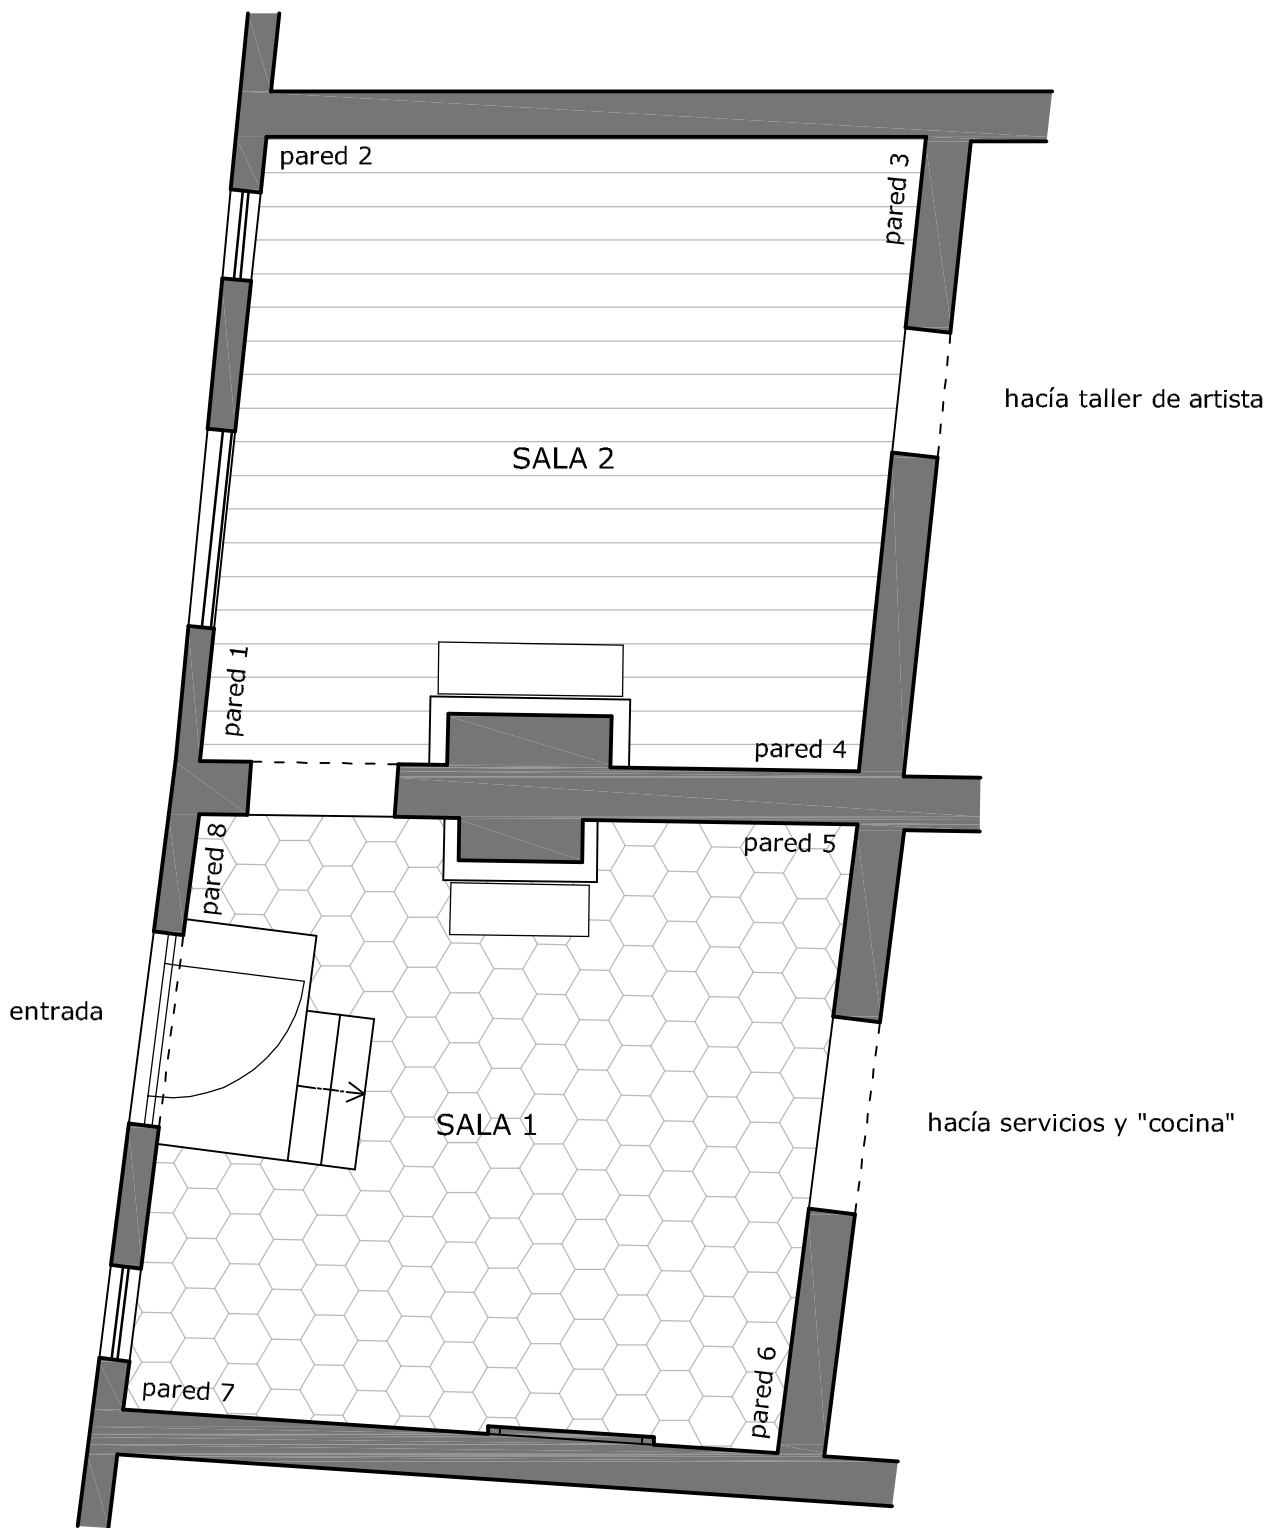 pared 2
pared 3
hacía taller de artista
SALA 2
pared 1
pared 4
pared 5
pared 8
entrada
SALA 1
hacía servicios y "cocina"
pared 6
pared 7